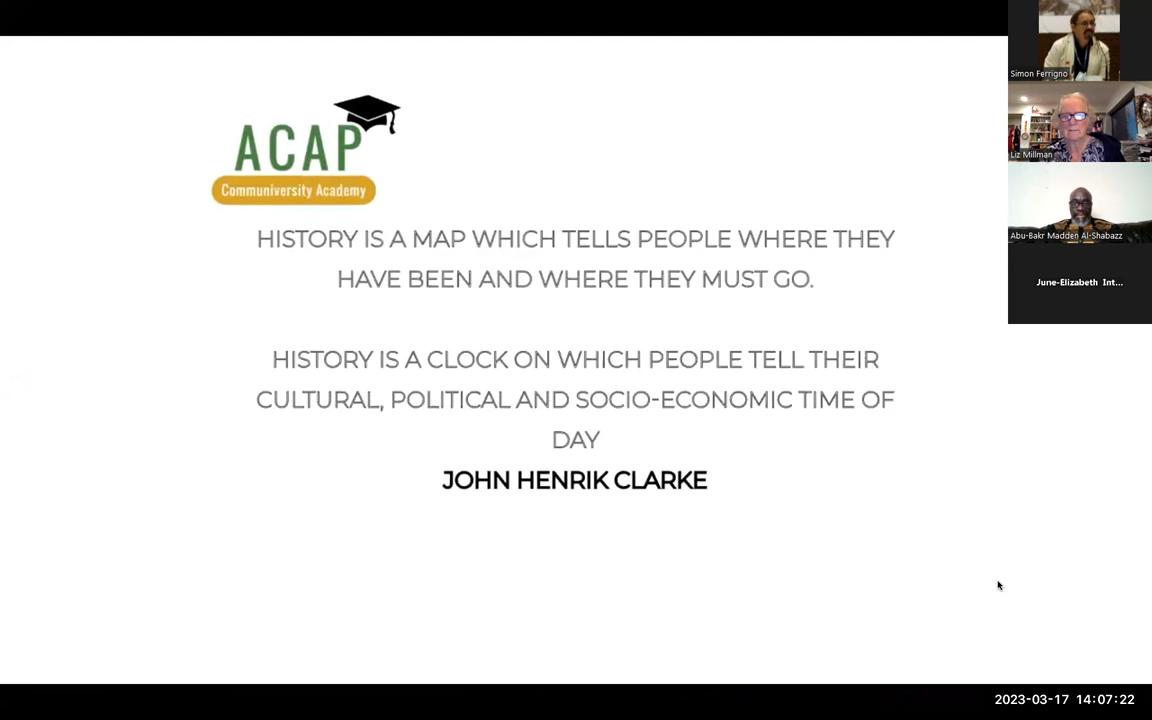 ACAP
Communiversity Academy
HISTORY IS A MAP WHICH TELLS PEOPLE WHERE THEY
HAVE BEEN AND WHERE THEY MUST GO.
HISTORY IS A CLOCK ON WHICH PEOPLE TELL THEIR
CULTURAL, POLITICAL AND SOCIO-ECONOMIC TIME OF
DAY
JOHN HENRIK CLARKE
Simon Ferrigno
Liz Millman
Abu-Bakr Madden Al-Shabazz
June-Elizabeth Int...
2023-03-17 14:07:22